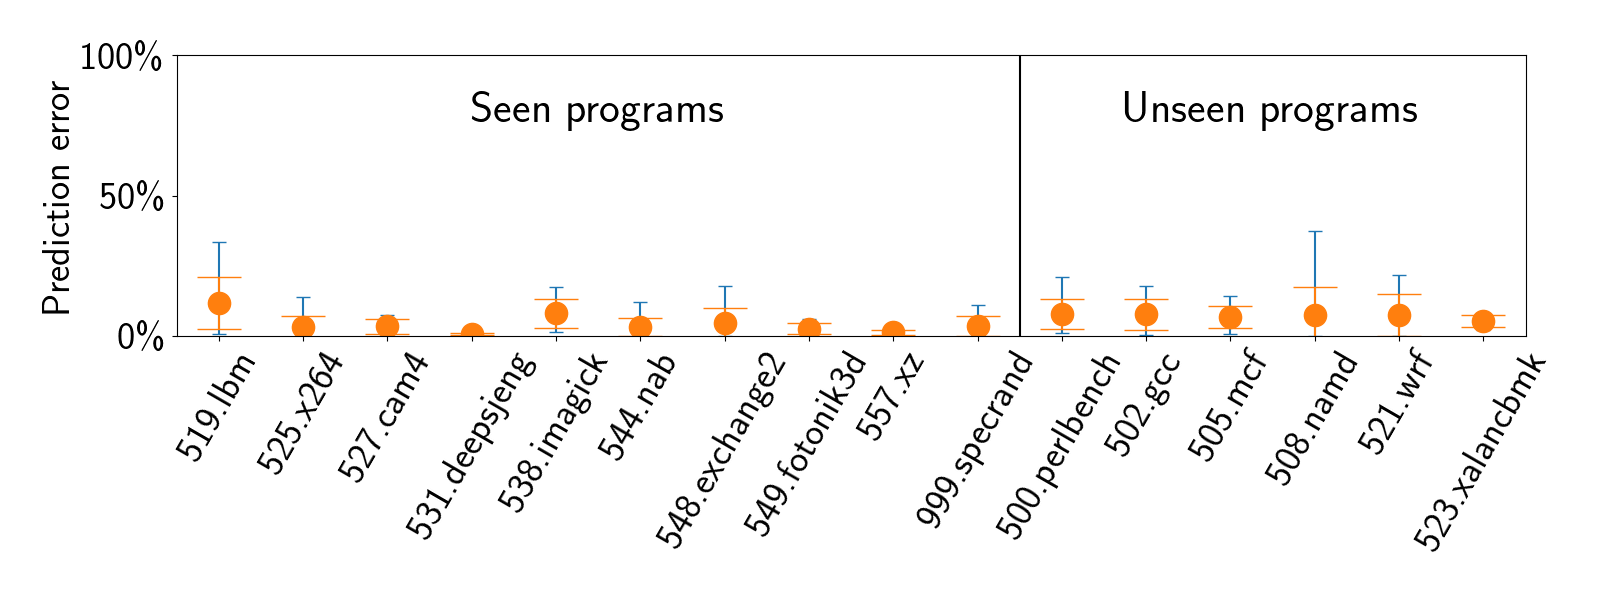 Prediction error
100%
50%
0%
Seen programs
Unseen programs
519.lbm
525.x264
527.cam4
531.deepsjeng
538.imagick
544.nab
548.exchange2
549.fotonik3d
557.xz
999.specrand
500.perlbench
502.gcc
505.mcf
508.namd
521.wrf
523.xalancbmk